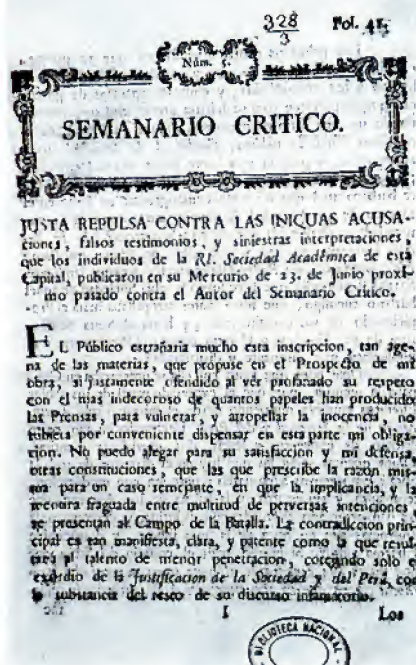 328
3
Fol. 41
Núm. 5.
SEMANARIO CRITICO.
JUSTA REPULSA CONTRA LAS INICUAS ACUSA-
ciones, falsos testimonios, y siniestras interpretaciones
que los individuos de la Rl. Sociedad Académica de esta
Capital, publicaron en su Mercurio de 23. de Junio proxî-
mo pasado contra el Autor del Semanario Critico.
EL Público estrañaria mucho esta inscripcion, tan age-
na de las materias, que propuse en el Prospecto de mi
obra, si justamente ofendido al vér profanado su respeto
con el mas indecoroso de quantos papeles han producido
las Prensas, para vulnerar, y atropellar la inocencia, no
hubiera por conveniente dispensar en esta parte mi obliga-
cion. No puedo alegar para su satisfaccion y mi defensa,
otras constituciones, que las que prescribe la razon mis-
ma para un caso semejante, en que la implicancia, y la
mentira fraguada entre multitud de perversas intenciones
se presentan al Campo de la Batalla. La contradiccion prin-
cipal es tan manifiesta, clara, y patente como la que resul-
tará al talento de menor penetracion, cotejando solo e
exôrdio de la Justificacion de la Sociedad y del Perú, con
la substancia del resto de su discurso infamatorio.
I Los
BIBLIOTECA NACIONAL